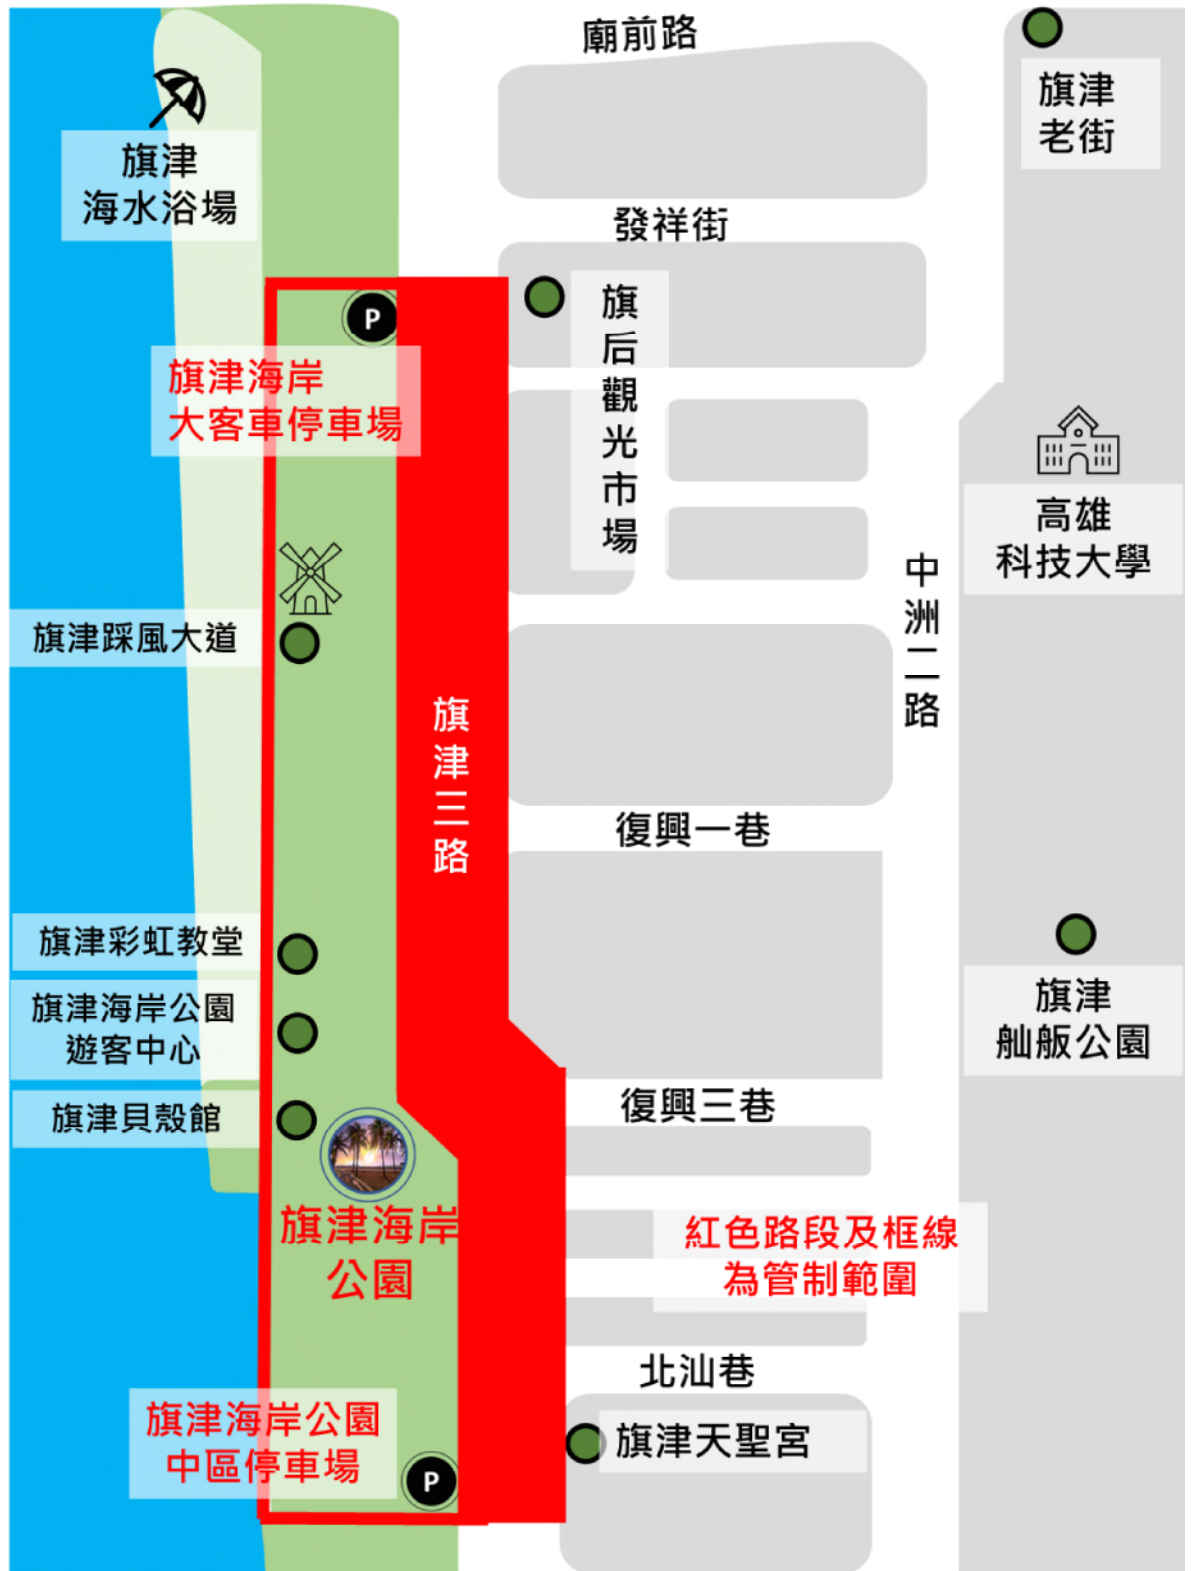 廟前路
旗津
老街
旗津
海水浴場
發祥街
P
旗后觀光市場
旗津海岸
大客車停車場
高雄
科技大學
中洲二路
旗津踩風大道
旗津三路
復興一巷
旗津彩虹教堂
旗津海岸公園
遊客中心
旗津
舢舨公園
旗津貝殼館
復興三巷
旗津海岸
公園
紅色路段及框線
為管制範圍
北汕巷
旗津海岸公園
中區停車場
旗津天聖宮
P